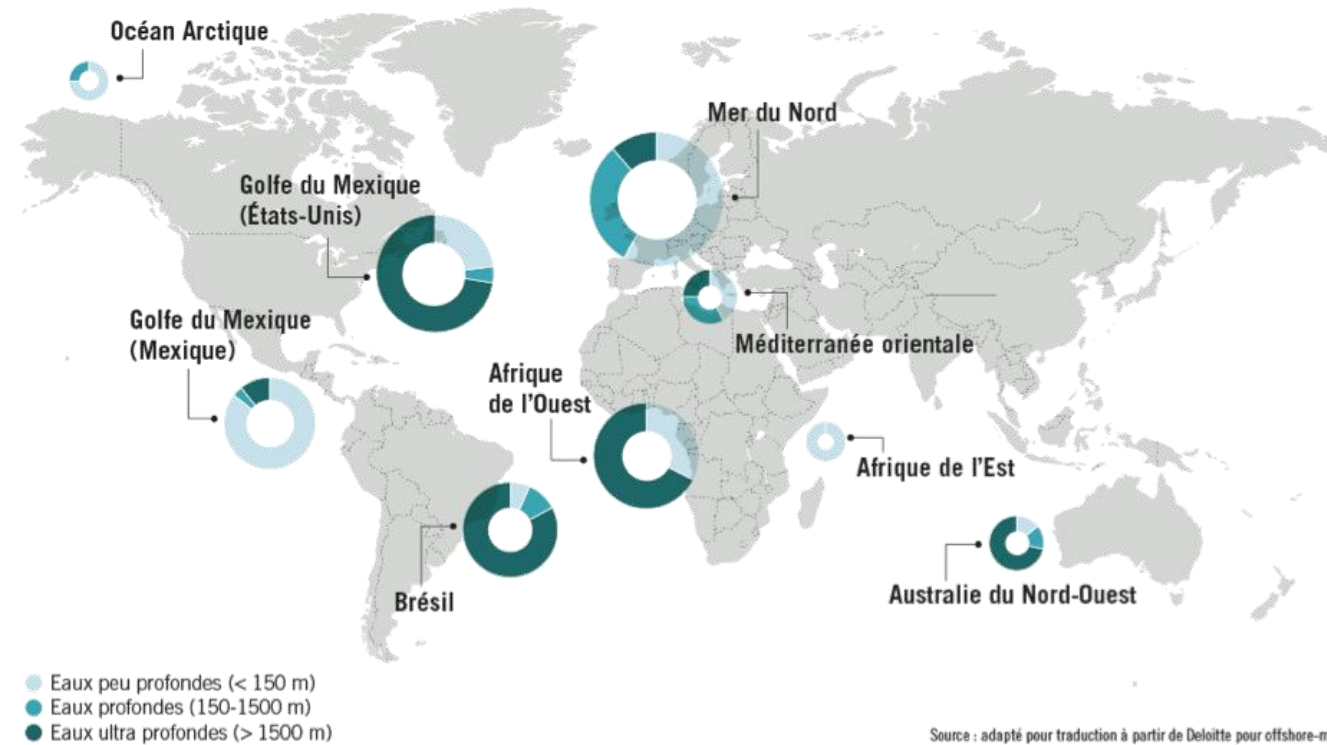 Océan Arctique
Mer du Nord
Golfe du Mexique
(États-Unis)
Golfe du Mexique
(Mexique)
Méditerranée orientale
Afrique
de l'Ouest
Afrique de l'Est
Brésil
Australie du Nord-Ouest
Eaux peu profondes (< 150 m)
Eaux profondes (150-1500 m)
Eaux ultra profondes (> 1500 m)
Source : adapté pour traduction à partir de Deloitte pour offshore-m